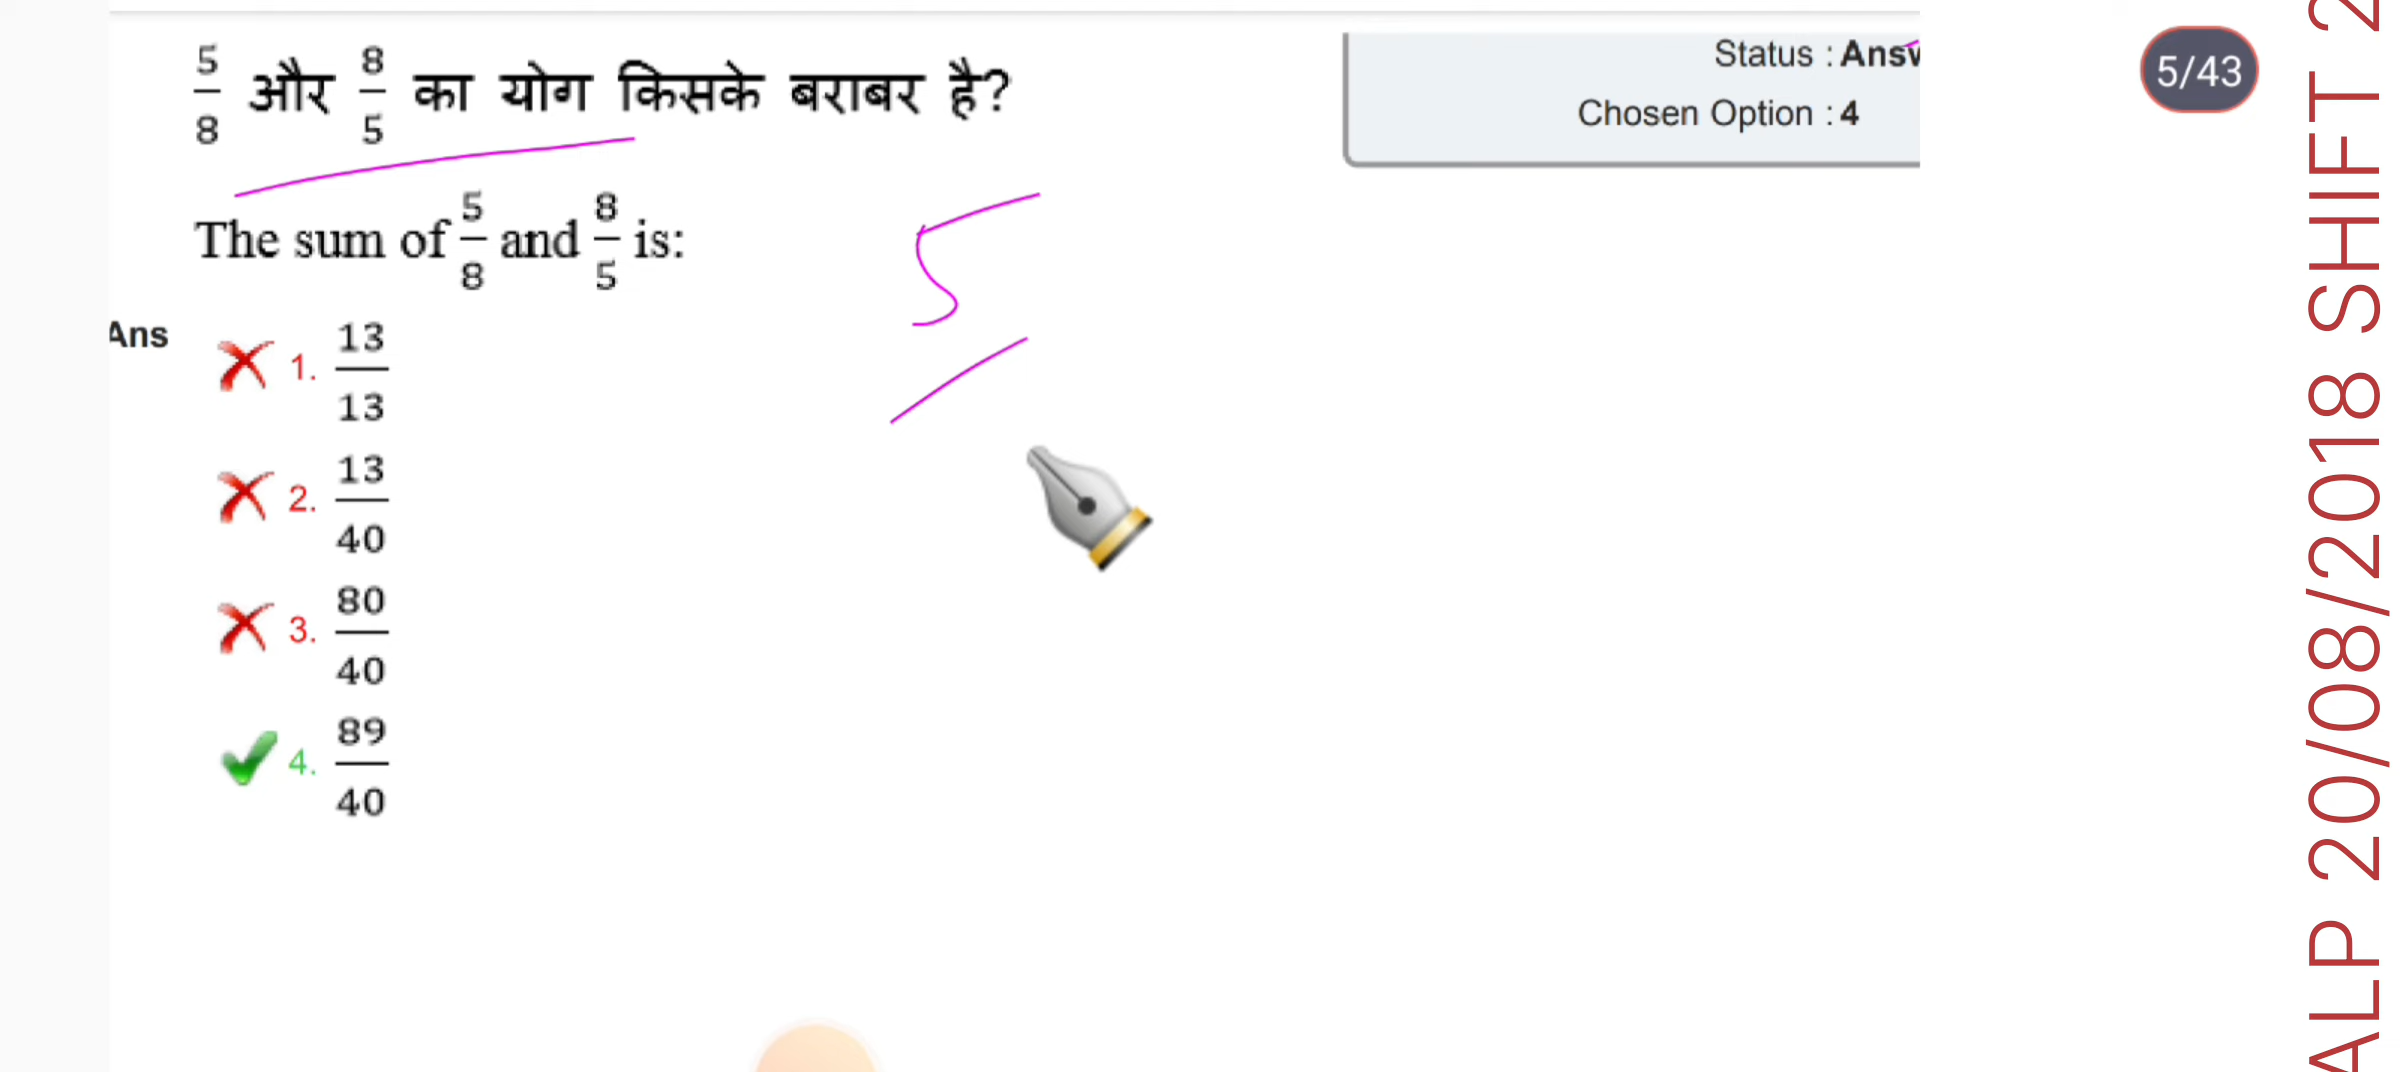 5/8 और 8/5 का योग किसके बराबर है?
The sum of 5/8 and 8/5 is:
Ans
1. 13/13
2. 13/40
3. 80/40
4. 89/40
Status :
Chosen Option : 4
5
5/43
ALP 20/08/2018 SHIFT 2